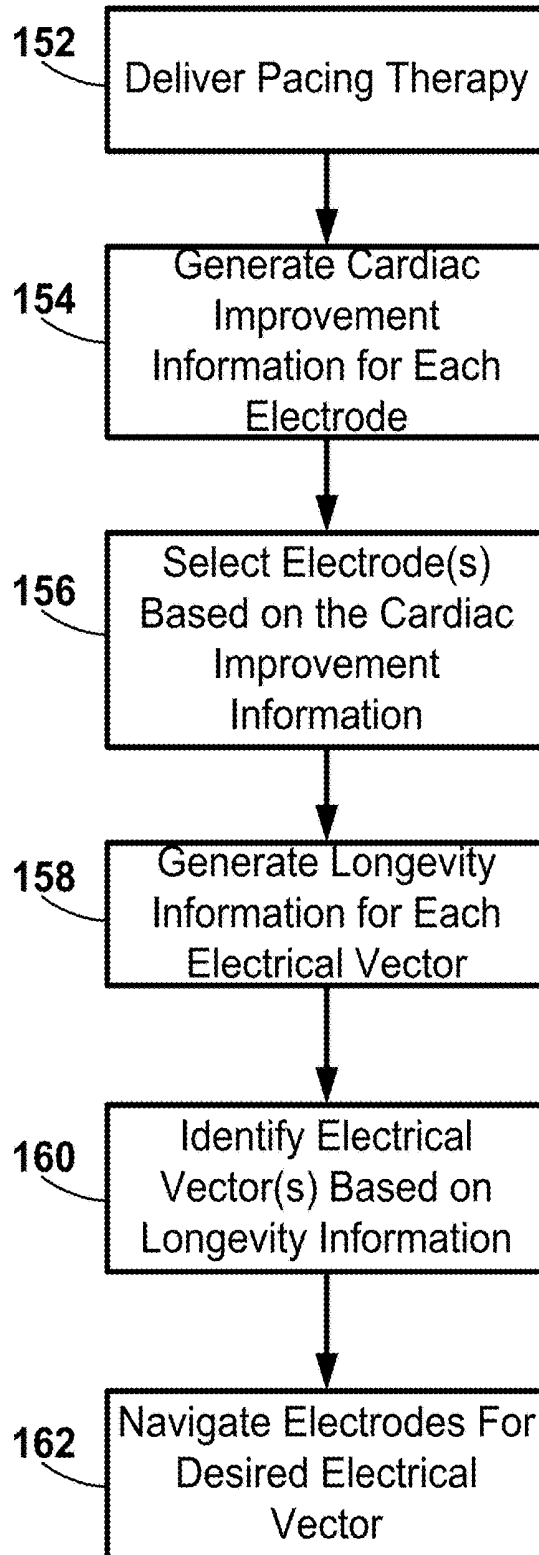 152
Deliver Pacing Therapy
154
Generate Cardiac
Improvement
Information for Each
Electrode
156
Select Electrode(s)
Based on the Cardiac
Improvement
Information
158
Generate Longevity
Information for Each
Electrical Vector
160
Identify Electrical
Vector(s) Based on
Longevity Information
162
Navigate Electrodes For
Desired Electrical
Vector